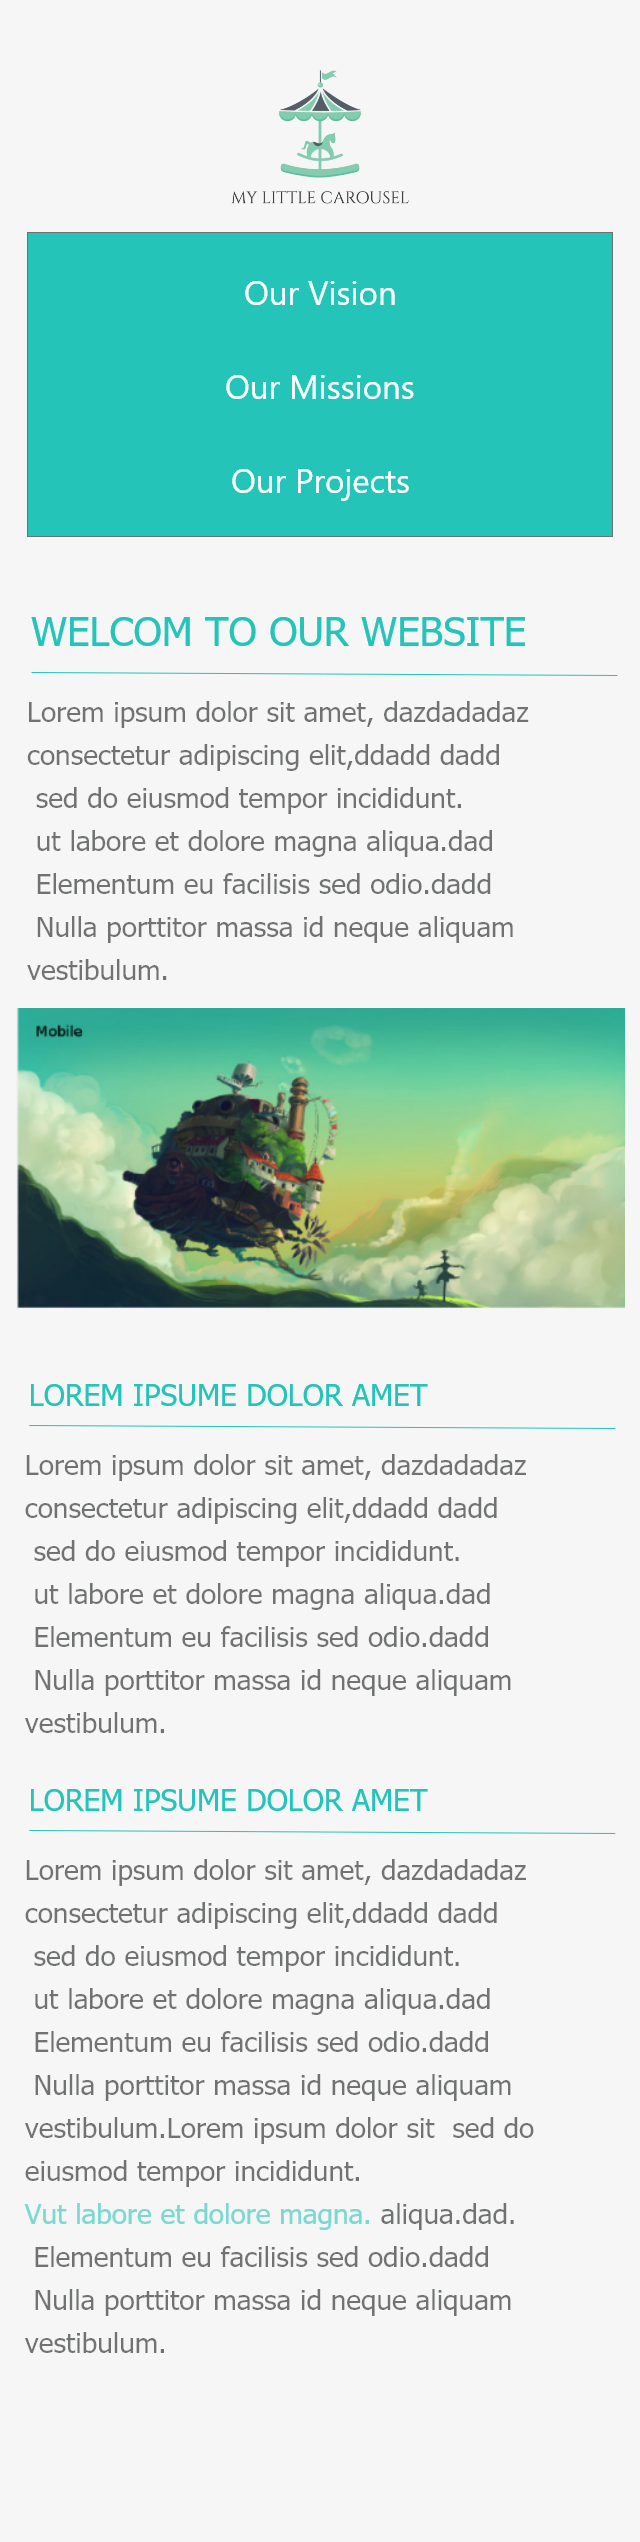 MY LITTLE CAROUSEL
Our Vision
Our Missions
Our Projects
WELCOM TO OUR WEBSITE
Lorem ipsum dolor sit amet, dazdadadaz
consectetur adipiscing elit,ddadd dadd
sed do eiusmod tempor incididunt.
ut labore et dolore magna aliqua.dad
Elementum eu facilisis sed odio.dadd
Nulla porttitor massa id neque aliquam
vestibulum.
Mobile
LOREM IPSUME DOLOR AMET
Lorem ipsum dolor sit amet, dazdadadaz
consectetur adipiscing elit,ddadd dadd
sed do eiusmod tempor incididunt.
ut labore et dolore magna aliqua.dad
Elementum eu facilisis sed odio.dadd
Nulla porttitor massa id neque aliquam
vestibulum.
LOREM IPSUME DOLOR AMET
Lorem ipsum dolor sit amet, dazdadadaz
consectetur adipiscing elit,ddadd dadd
sed do eiusmod tempor incididunt.
ut labore et dolore magna aliqua.dad
Elementum eu facilisis sed odio.dadd
Nulla porttitor massa id neque aliquam
vestibulum.Lorem ipsum dolor sit  sed do
eiusmod tempor incididunt.
Vut labore et dolore magna. aliqua.dad.
Elementum eu facilisis sed odio.dadd
Nulla porttitor massa id neque aliquam
vestibulum.